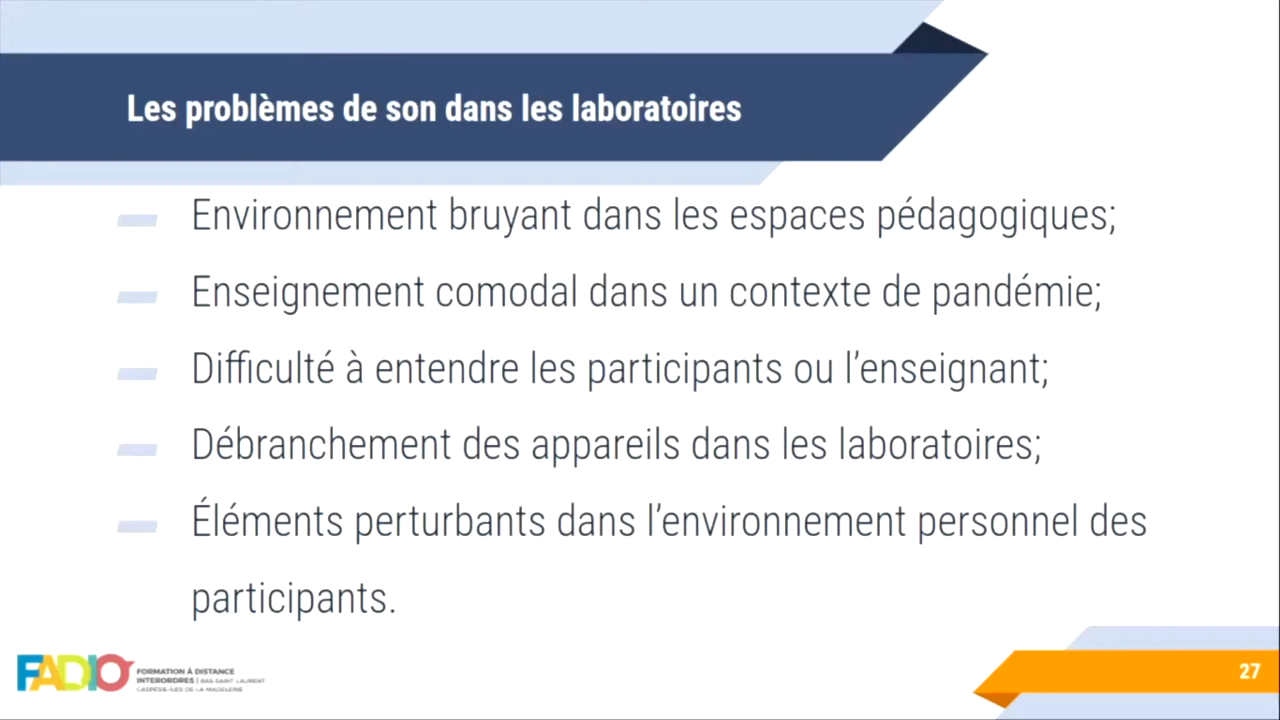 Les problèmes de son dans les laboratoires
Environnement bruyant dans les espaces pédagogiques;
Enseignement comodal dans un contexte de pandémie;
Difficulté à entendre les participants ou l’enseignant;
Débranchement des appareils dans les laboratoires;
Éléments perturbants dans l’environnement personnel des
participants.
FADIO
FORMATION À DISTANCE
INTERORDRES | BAS-SAINT-LAURENT
GASPÉSIE-ÎLES DE LA MADELEINE
27